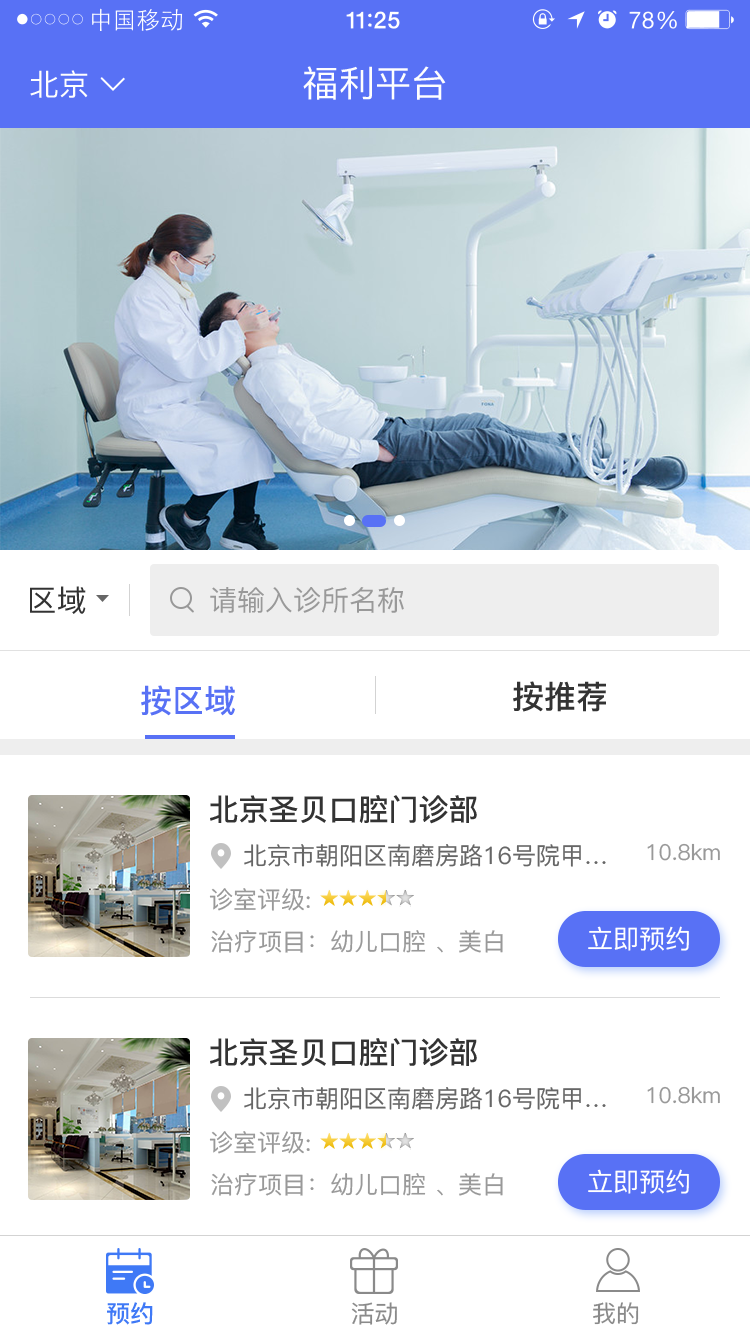 中国移动 11:25 78%
北京 福利平台
区域 请输入诊所名称
按区域 按推荐
北京圣贝口腔门诊部
北京市朝阳区南磨房路16号院甲... 10.8km
诊室评级:
治疗项目：幼儿口腔 、美白 立即预约
北京圣贝口腔门诊部
北京市朝阳区南磨房路16号院甲... 10.8km
诊室评级:
治疗项目：幼儿口腔 、美白 立即预约
预约 活动 我的